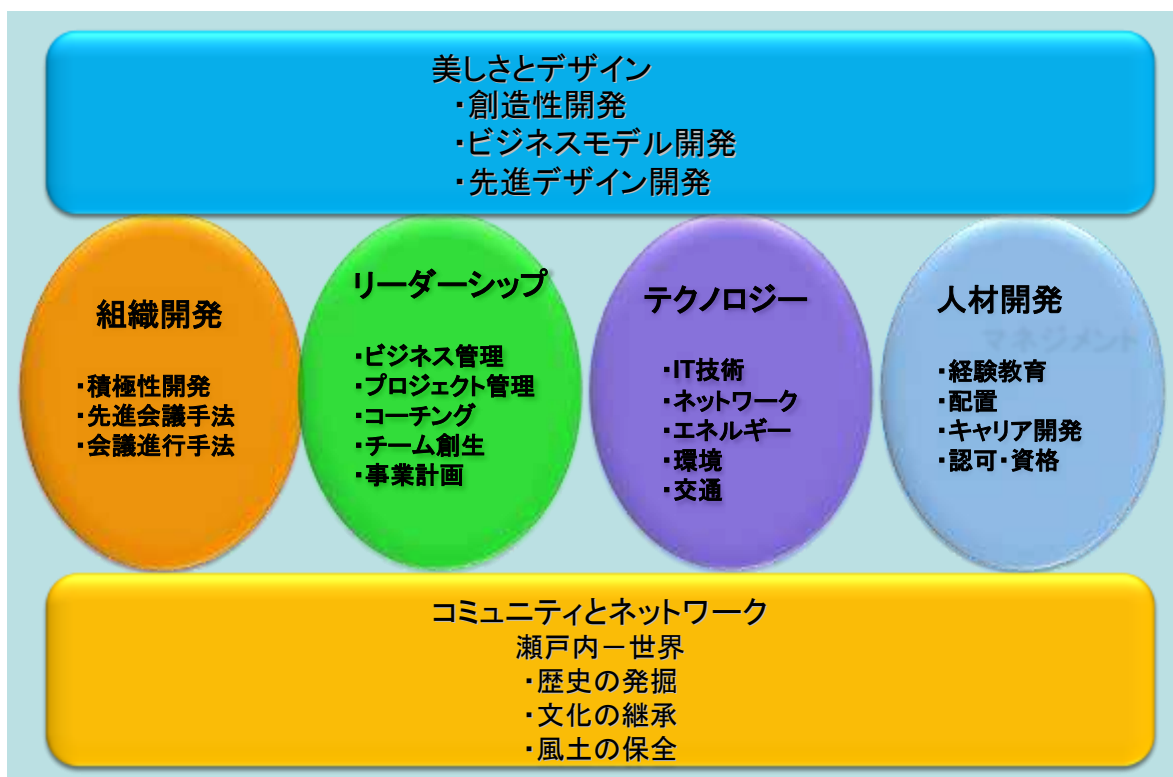 美しさとデザイン
・創造性開発
・ビジネスモデル開発
・先進デザイン開発
組織開発
・積極性開発
・先進会議手法
・会議進行手法
リーダーシップ
・ビジネス管理
・プロジェクト管理
・コーチング
・チーム創生
・事業計画
テクノロジー
・IT技術
・ネットワーク
・エネルギー
・環境
・交通
人材開発
マネジメント
・経験教育
・配置
・キャリア開発
・認可・資格
コミュニティとネットワーク
瀬戸内－世界
・歴史の発掘
・文化の継承
・風土の保全